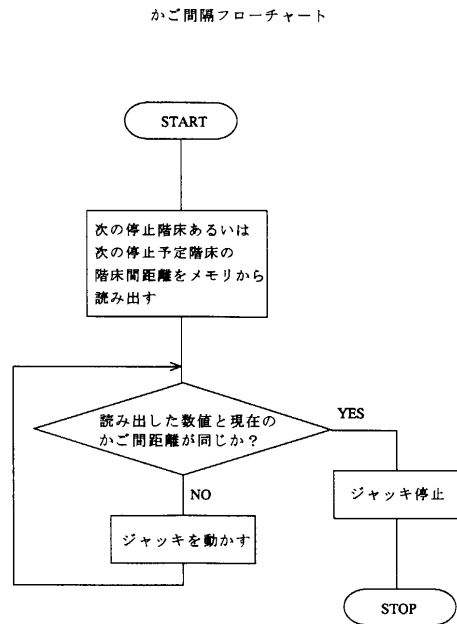 かご間隔フローチャート
START
次の停止階床あるいは
次の停止予定階床の
階床間距離をメモリから
読み出す
読み出した数値と現在の
かご間距離が同じか？
YES
NO
ジャッキ停止
ジャッキを動かす
STOP